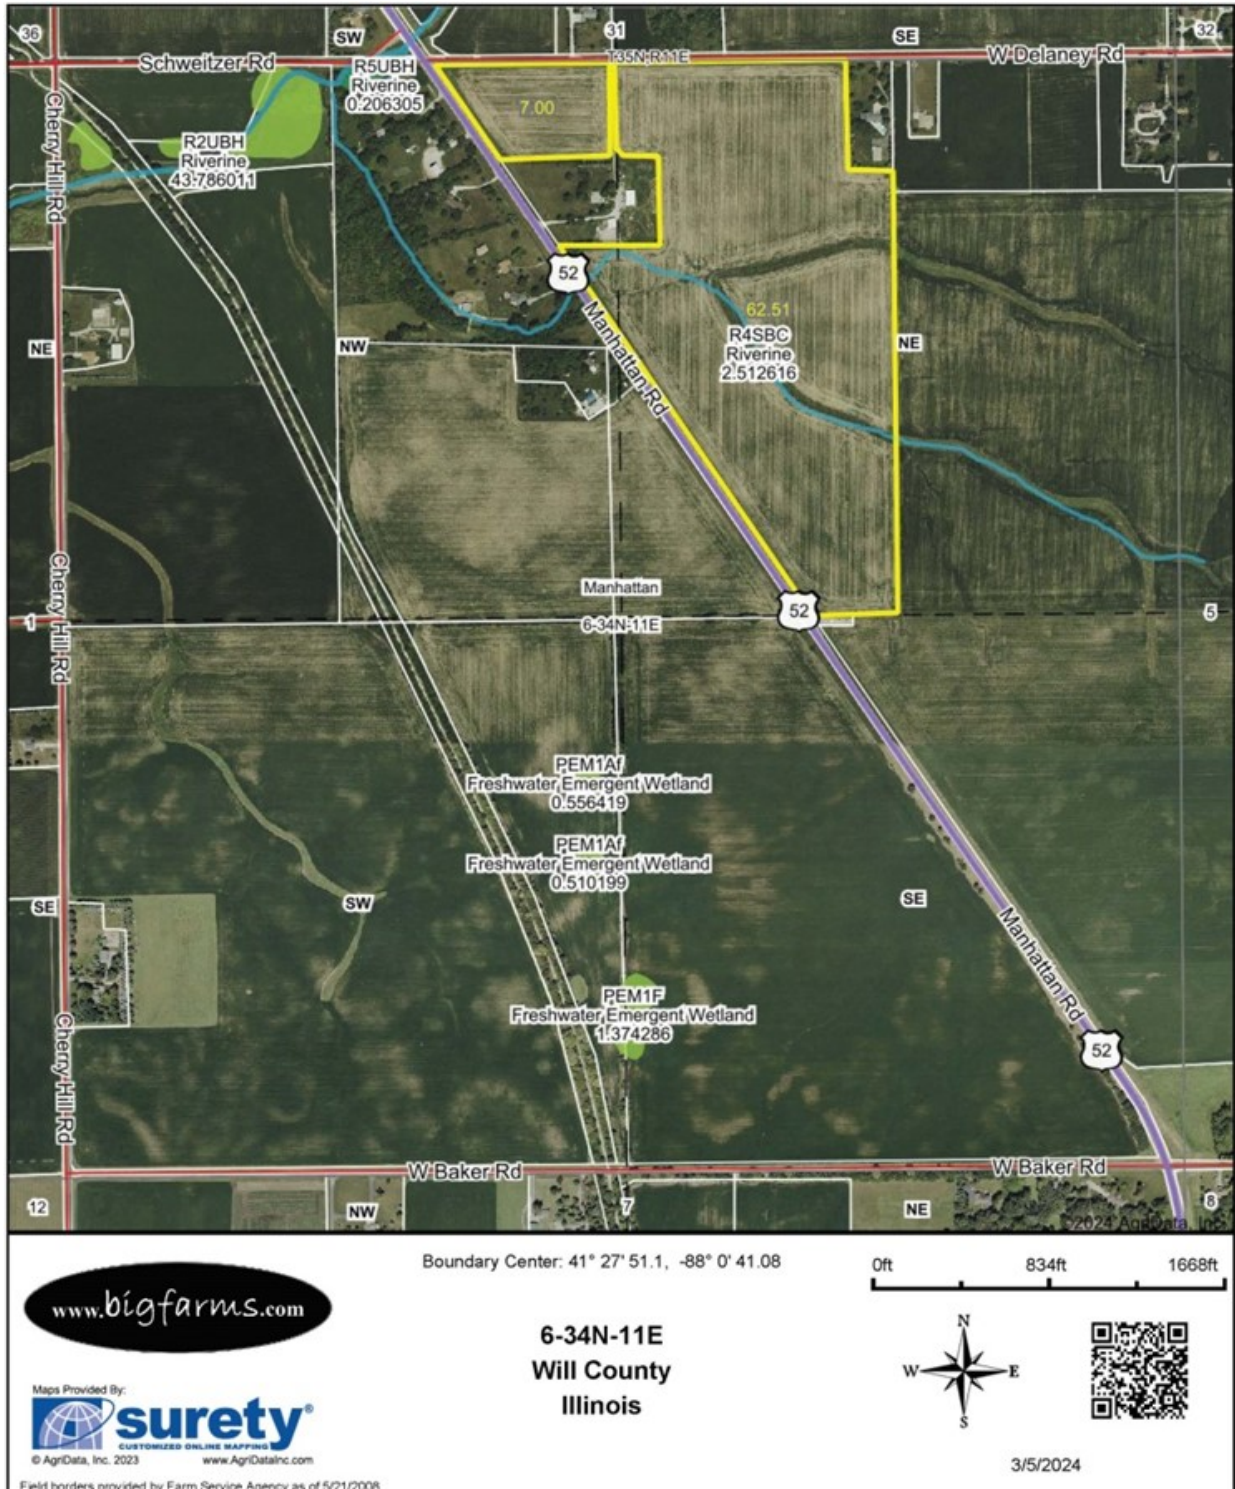 36
SW
31
SE
32
Schweitzer Rd
T35N,R11E
W Delaney Rd
R5UBH
Riverine
0.206305
7.00
Cherry Hill Rd
R2UBH
Riverine
43.786011
52
62.51
NE
NW
Manhattan Rd
R4SBC
Riverine
2.512616
NE
Cherry Hill Rd
Manhattan
52
1
6-34N-11E
5
PEM1Af
Freshwater Emergent Wetland
0.556419
PEM1Af
Freshwater Emergent Wetland
0.510199
SE
SW
SE
Manhattan Rd
PEM1F
Freshwater Emergent Wetland
1.374286
Cherry Hill Rd
52
W Baker Rd
W Baker Rd
12
NW
7
NE
8
©2024 AgriData, Inc.
Boundary Center: 41° 27' 51.1, -88° 0' 41.08
0ft 834ft 1668ft
www.bigfarms.com
6-34N-11E
Will County
Illinois
N
W E
S
Maps Provided By:
surety®
CUSTOMIZED ONLINE MAPPING
© AgriData, Inc. 2023 www.AgriDataInc.com
3/5/2024
Field borders provided by Farm Service Agency as of 5/21/2008.